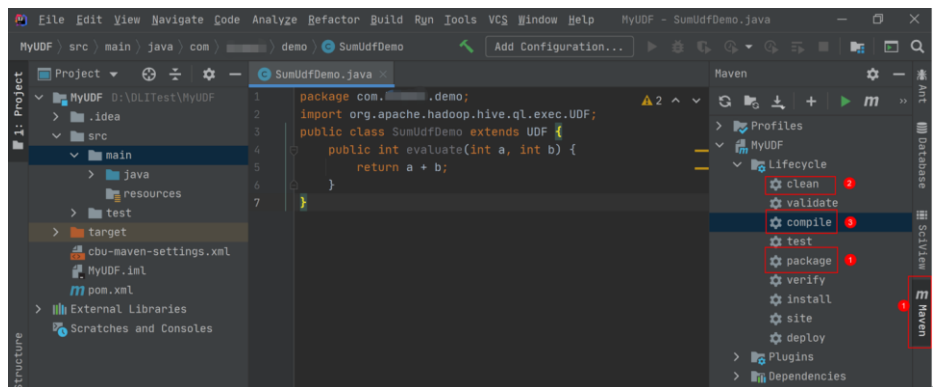 File Edit View Navigate Code Analyze Refactor Build Run Tools VCS Window Help MyUDF - SumUdfDemo.java
MyUDF src main java com demo SumUdfDemo Add Configuration...
1: Project
Structure
Project
MyUDF D:\DLITest\MyUDF
.idea
src
main
java
resources
test
target
cbu-maven-settings.xml
MyUDF.iml
pom.xml
External Libraries
Scratches and Consoles
SumUdfDemo.java
1 package com. .demo;
2 import org.apache.hadoop.hive.ql.exec.UDF;
3 public class SumUdfDemo extends UDF {
4 public int evaluate(int a, int b) {
5 return a + b;
6 }
7 }
2
Maven
Profiles
MyUDF
Lifecycle
clean 2
validate
compile 3
test
package 1
verify
install
site
deploy
Plugins
Dependencies
Ant
Database
SciView
1 Maven